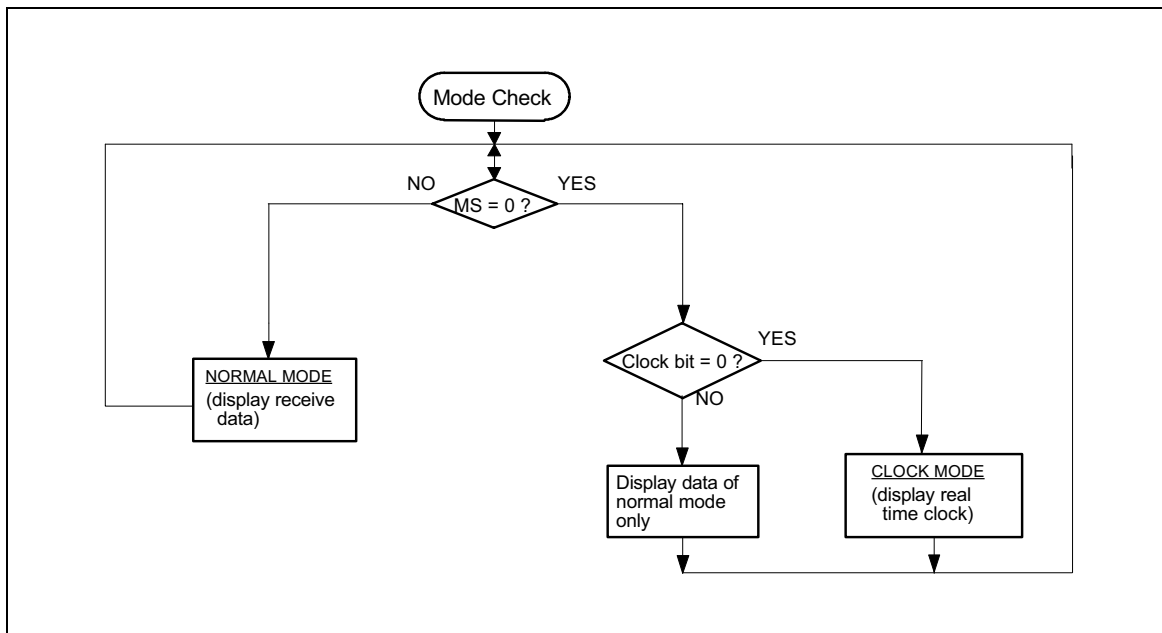 Mode Check
NO
YES
MS = 0 ?
Clock bit = 0 ?
YES
NO
NORMAL MODE
(display receive
data)
Display data of
normal mode
only
CLOCK MODE
(display real
time clock)